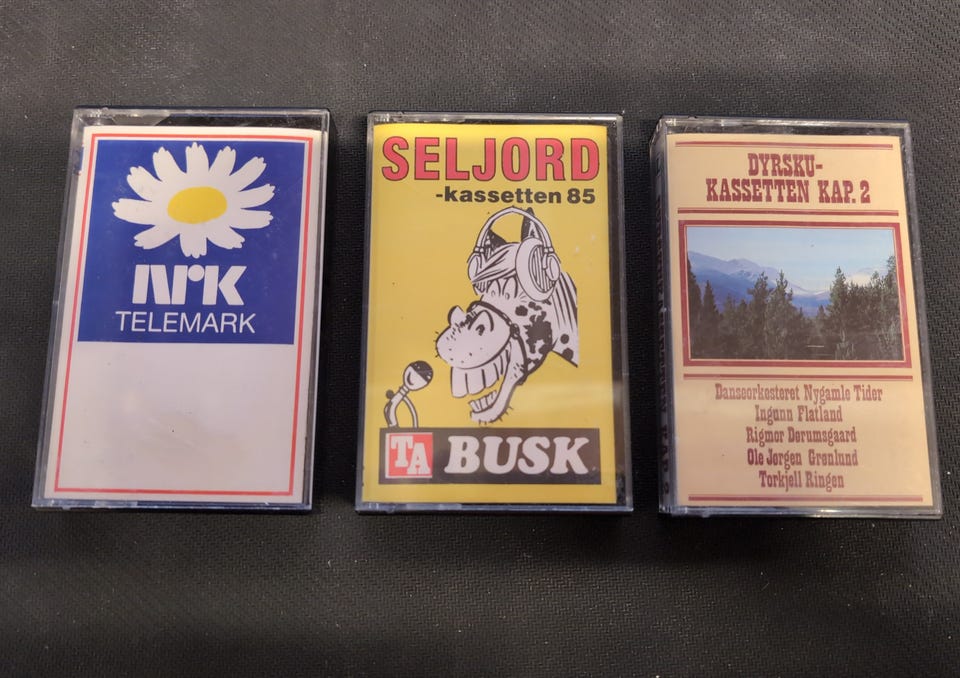 NRK
TELEMARK
SELJORD
-kassetten 85
TA BUSK
DYRSKU-
KASSETTEN KAP. 2
Danseorkesteret Nygamle Tider
Ingunn Flatland
Rigmor Dørumsgaard
Ole Jørgen Grønlund
Torkjell Ringen